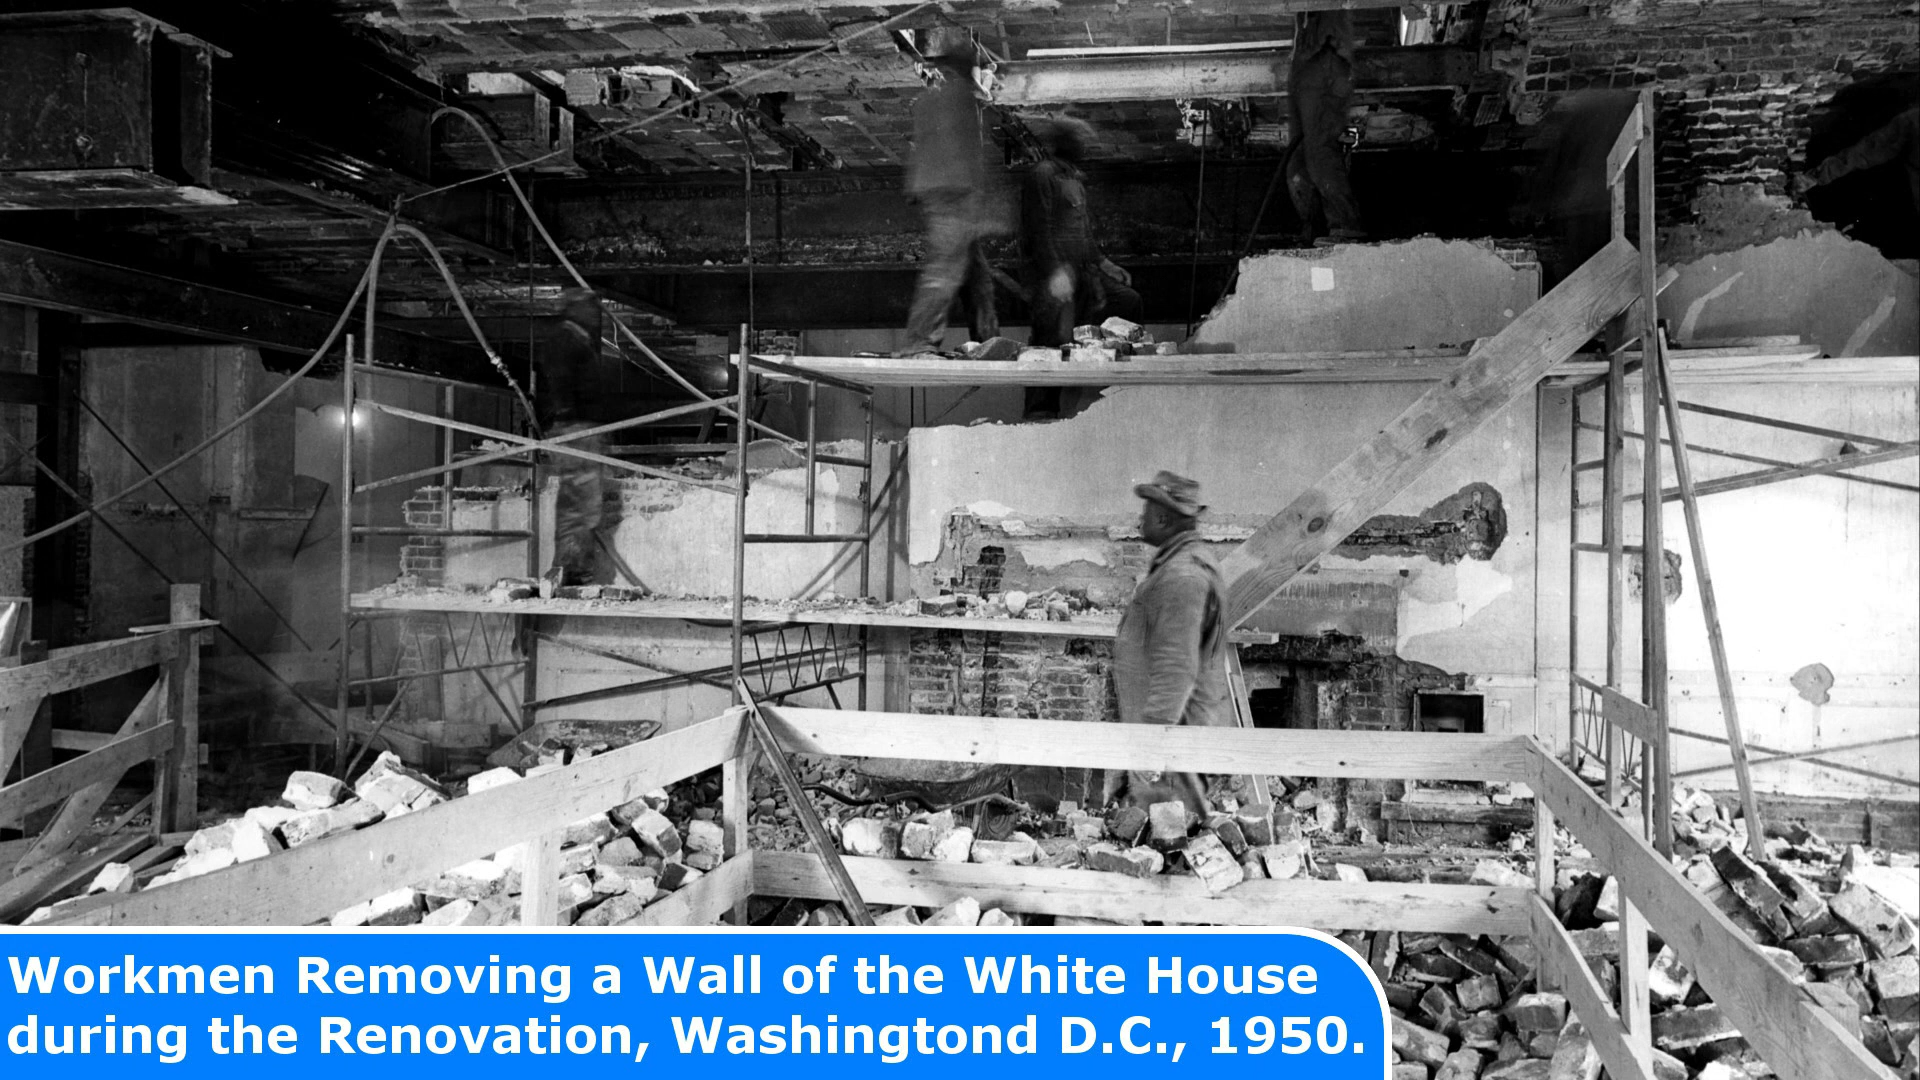 Workmen Removing a Wall of the White House
during the Renovation, Washingtond D.C., 1950.